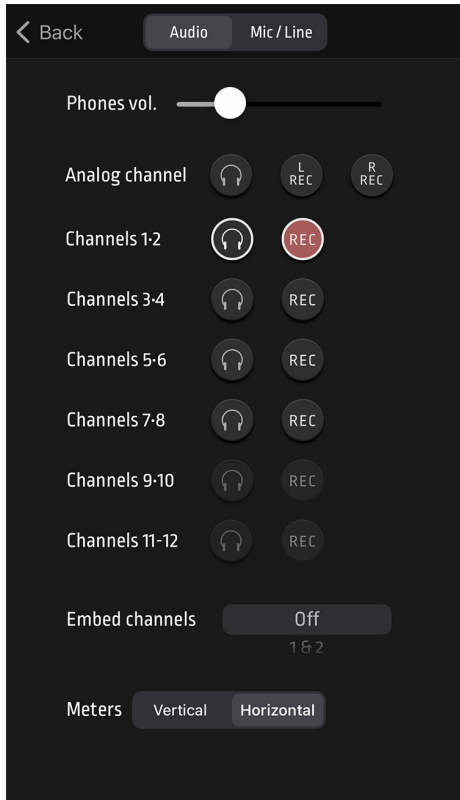 Back
Audio
Mic / Line
Phones vol.
Analog channel
L
REC
R
REC
Channels 1·2
REC
Channels 3·4
REC
Channels 5·6
REC
Channels 7·8
REC
Channels 9·10
REC
Channels 11-12
REC
Embed channels
Off
1 & 2
Meters
Vertical
Horizontal